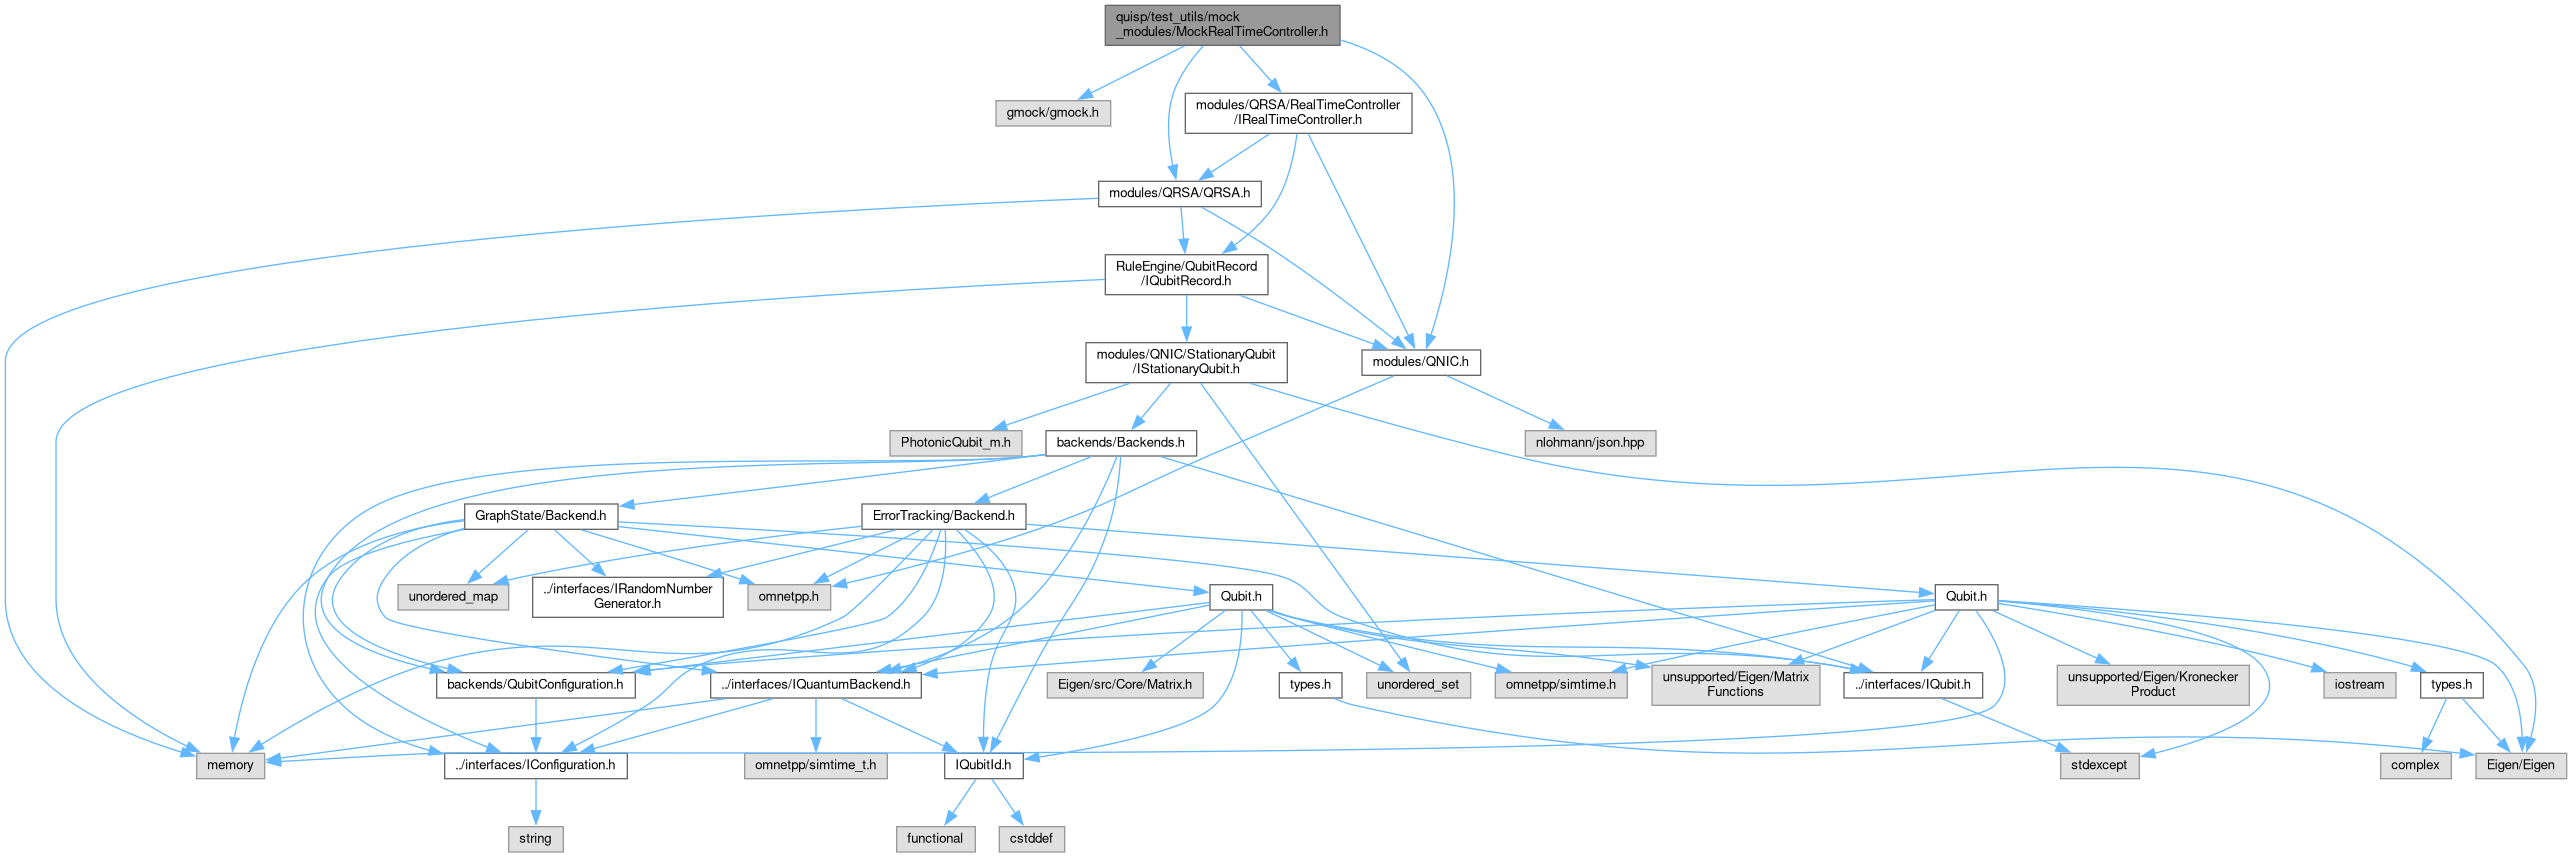 quisp/test_utils/mock
_modules/MockRealTimeController.h
gmock/gmock.h
modules/QRSA/RealTimeController
/IRealTimeController.h
modules/QRSA/QRSA.h
RuleEngine/QubitRecord
/IQubitRecord.h
modules/QNIC/StationaryQubit
/IStationaryQubit.h
modules/QNIC.h
PhotonicQubit_m.h
backends/Backends.h
nlohmann/json.hpp
GraphState/Backend.h
ErrorTracking/Backend.h
unordered_map
../interfaces/IRandomNumber
Generator.h
omnetpp.h
Qubit.h
Qubit.h
backends/QubitConfiguration.h
../interfaces/IQuantumBackend.h
Eigen/src/Core/Matrix.h
types.h
unordered_set
omnetpp/simtime.h
unsupported/Eigen/Matrix
Functions
../interfaces/IQubit.h
unsupported/Eigen/Kronecker
Product
iostream
types.h
memory
../interfaces/IConfiguration.h
omnetpp/simtime_t.h
IQubitId.h
stdexcept
complex
Eigen/Eigen
string
functional
cstddef